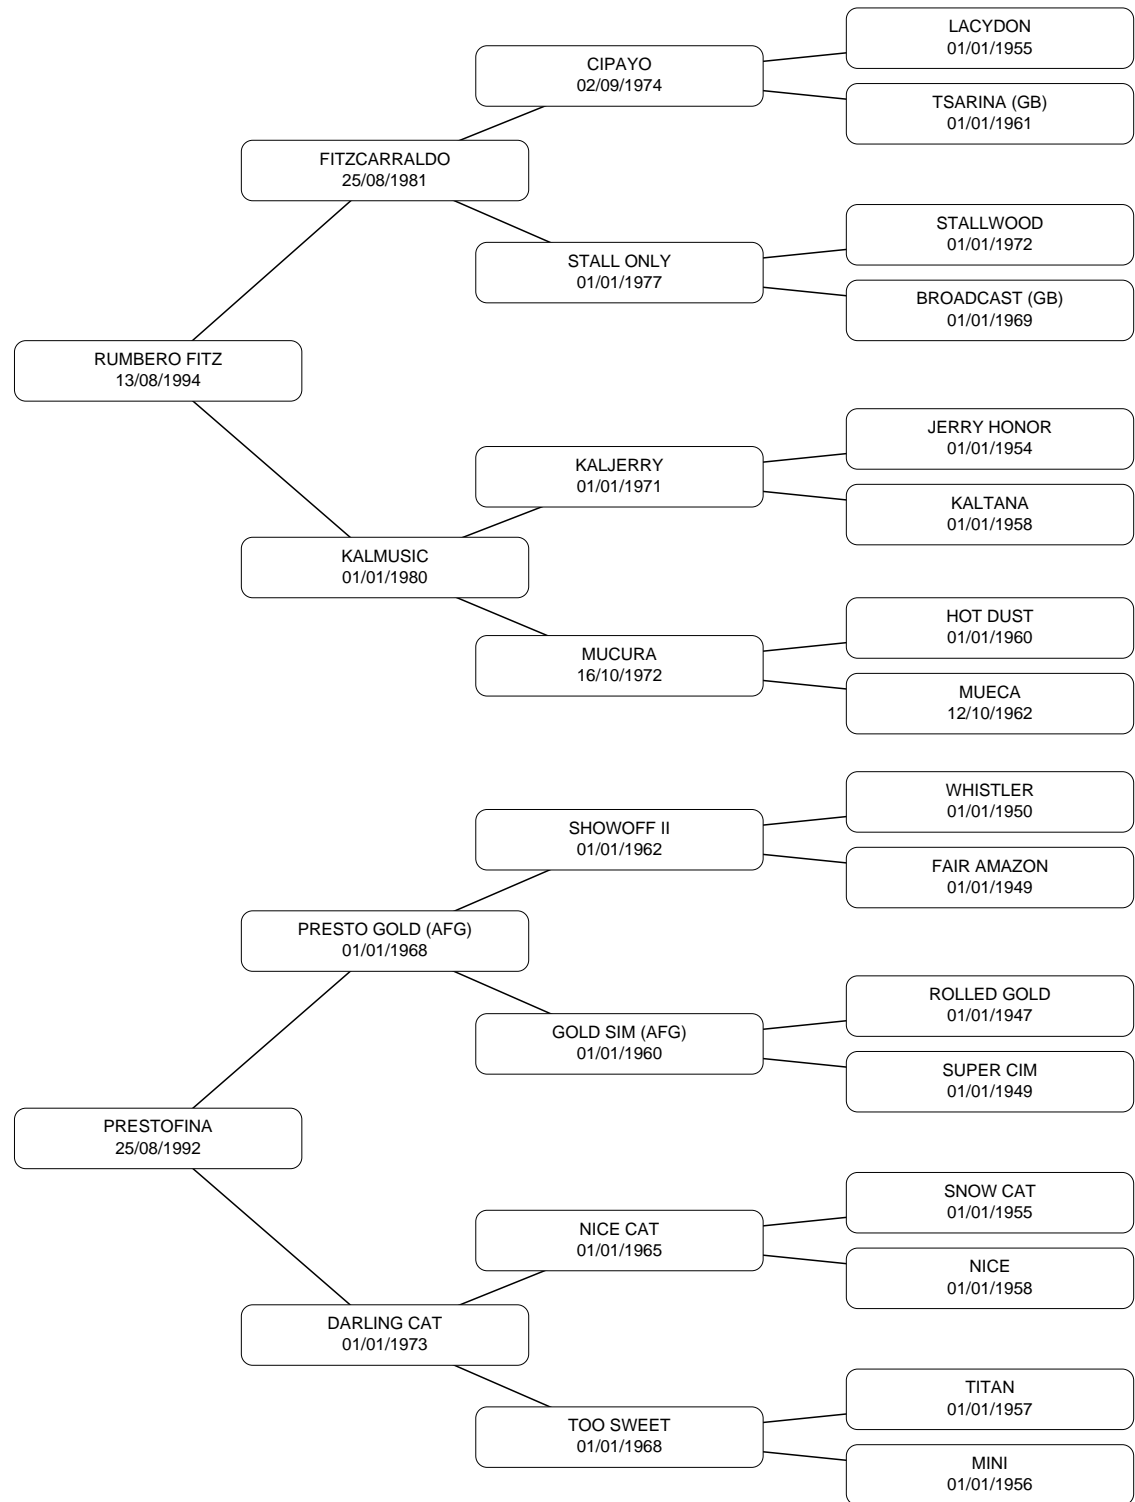 LACYDON
01/01/1955
CIPAYO
02/09/1974
TSARINA (GB)
01/01/1961
FITZCARRALDO
25/08/1981
STALLWOOD
01/01/1972
STALL ONLY
01/01/1977
BROADCAST (GB)
01/01/1969
RUMBERO FITZ
13/08/1994
JERRY HONOR
01/01/1954
KALJERRY
01/01/1971
KALTANA
01/01/1958
KALMUSIC
01/01/1980
HOT DUST
01/01/1960
MUCURA
16/10/1972
MUECA
12/10/1962
WHISTLER
01/01/1950
SHOWOFF II
01/01/1962
FAIR AMAZON
01/01/1949
PRESTO GOLD (AFG)
01/01/1968
ROLLED GOLD
01/01/1947
GOLD SIM (AFG)
01/01/1960
SUPER CIM
01/01/1949
PRESTOFINA
25/08/1992
SNOW CAT
01/01/1955
NICE CAT
01/01/1965
NICE
01/01/1958
DARLING CAT
01/01/1973
TITAN
01/01/1957
TOO SWEET
01/01/1968
MINI
01/01/1956